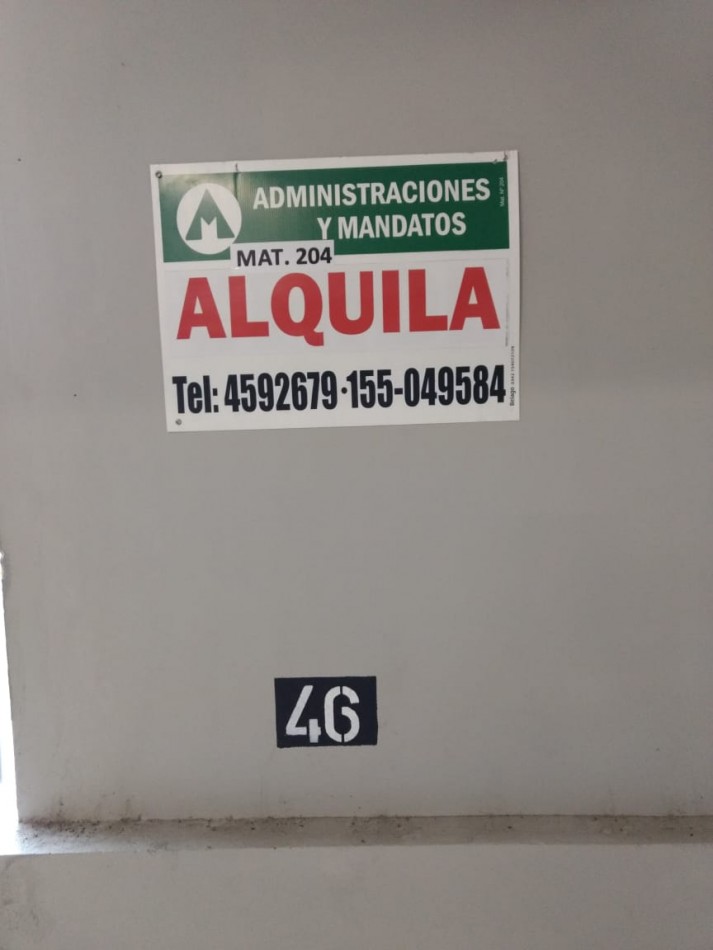 ADMINISTRACIONES
Y MANDATOS
MAT. 204
ALQUILA
Tel: 4592679·155-049584
46